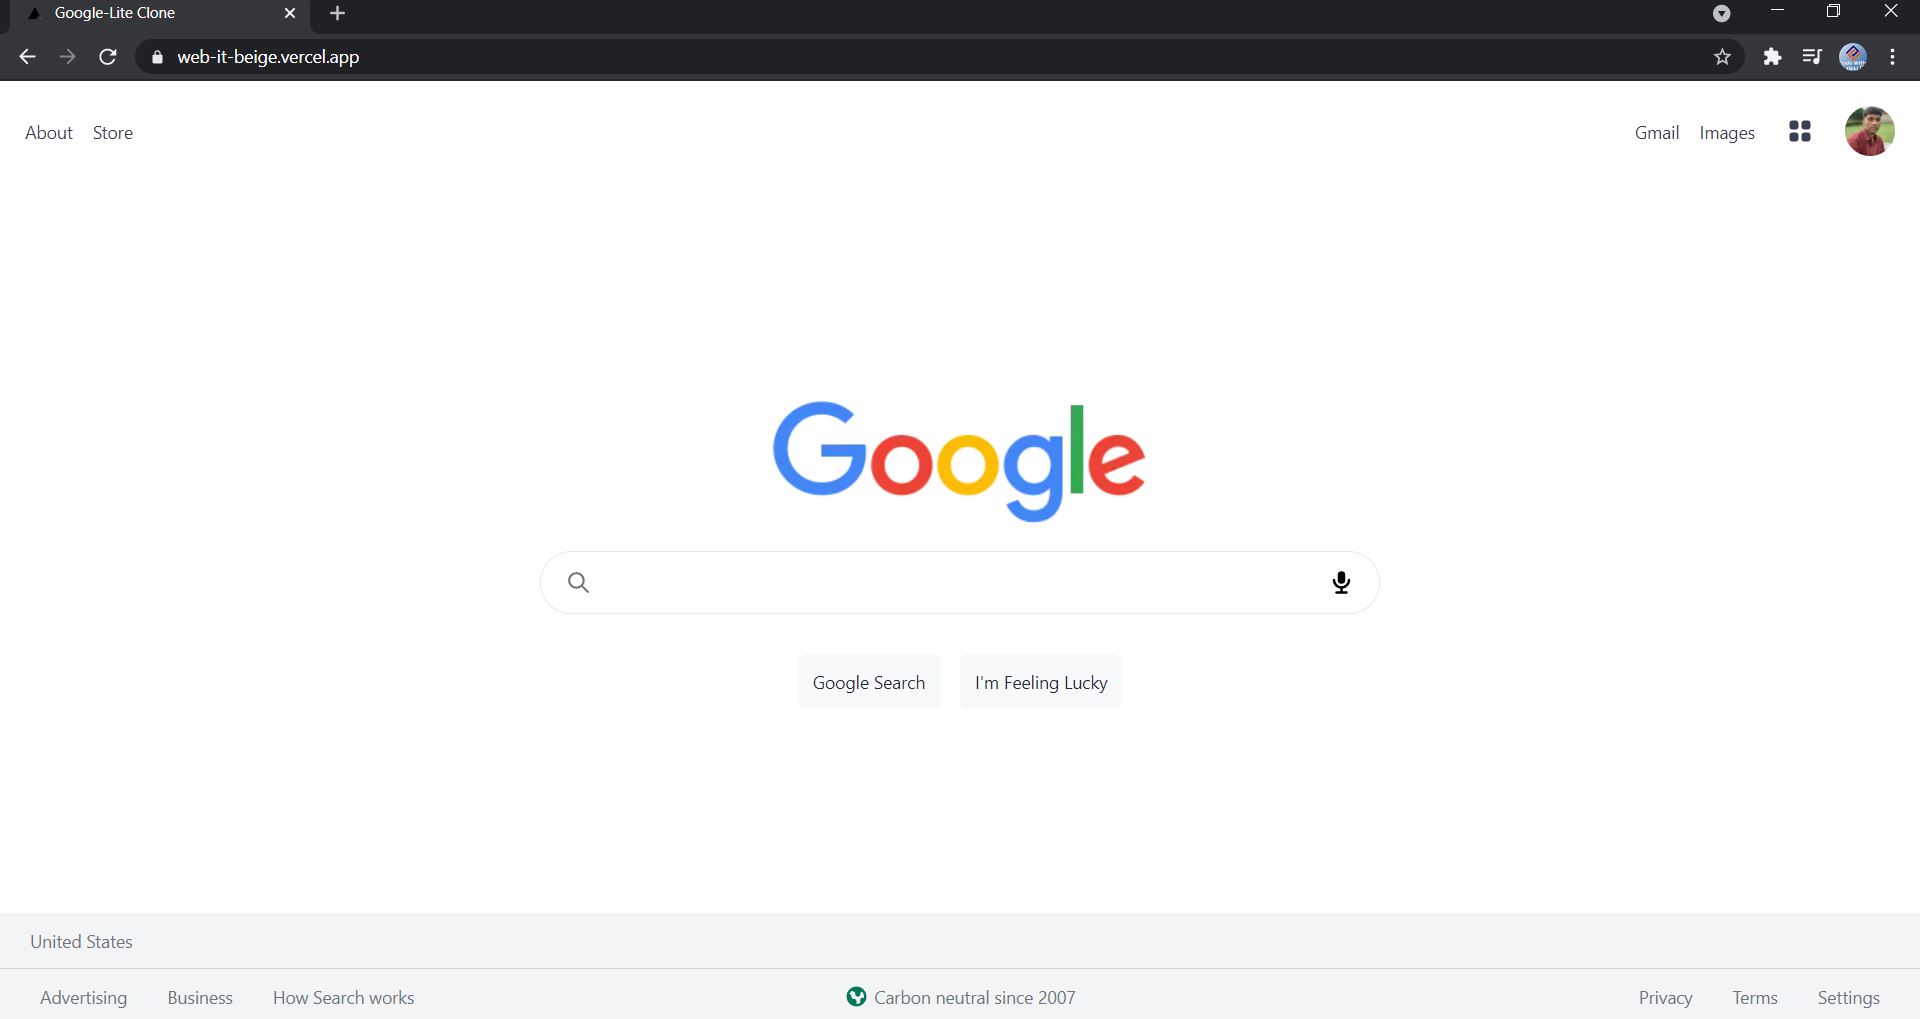 Google-Lite Clone
web-it-beige.vercel.app
About Store Gmail Images
Google
Google Search I'm Feeling Lucky
United States
Advertising Business How Search works Carbon neutral since 2007 Privacy Terms Settings